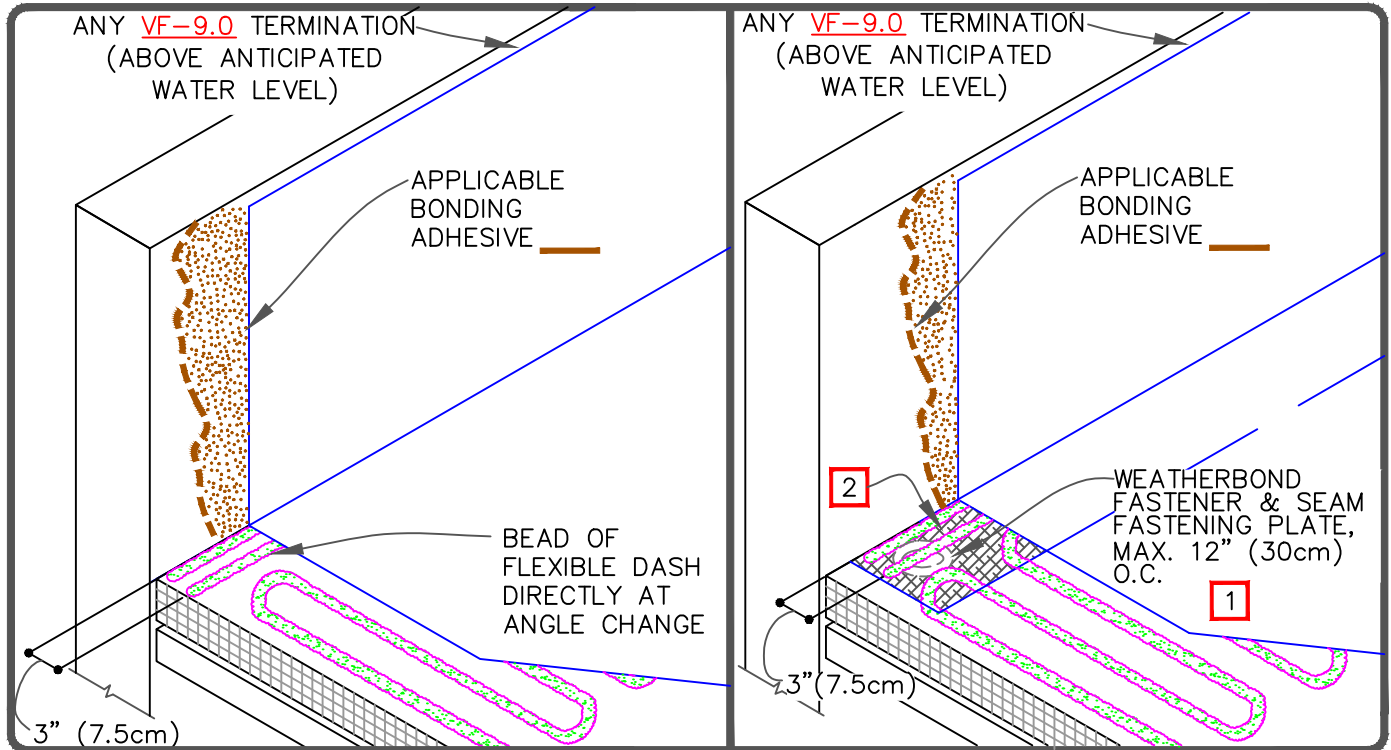 ANY VF-9.0 TERMINATION
(ABOVE ANTICIPATED
WATER LEVEL)
APPLICABLE
BONDING
ADHESIVE
BEAD OF
FLEXIBLE DASH
DIRECTLY AT
ANGLE CHANGE
3" (7.5cm)
ANY VF-9.0 TERMINATION
(ABOVE ANTICIPATED
WATER LEVEL)
APPLICABLE
BONDING
ADHESIVE
2
WEATHERBOND
FASTENER & SEAM
FASTENING PLATE,
MAX. 12" (30cm)
O.C.
1
3"(7.5cm)